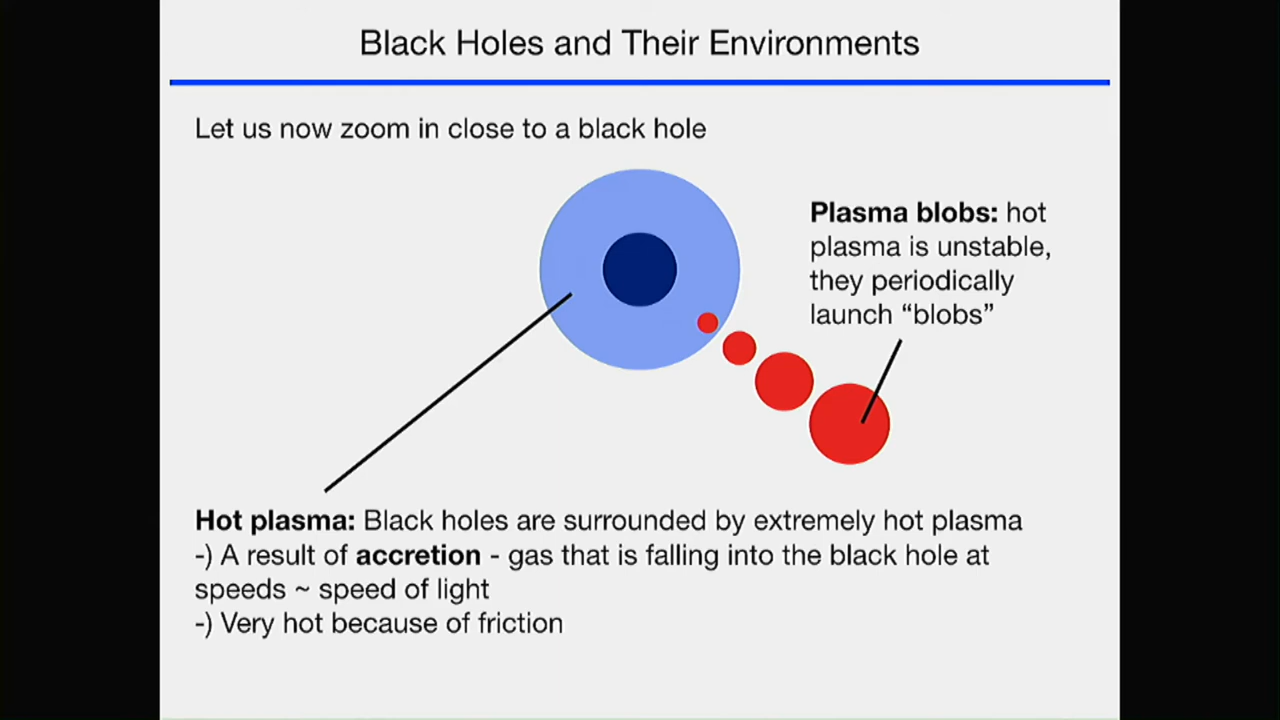 Black Holes and Their Environments
Let us now zoom in close to a black hole
Plasma blobs: hot
plasma is unstable,
they periodically
launch “blobs”
Hot plasma: Black holes are surrounded by extremely hot plasma
-) A result of accretion - gas that is falling into the black hole at
speeds ~ speed of light
-) Very hot because of friction